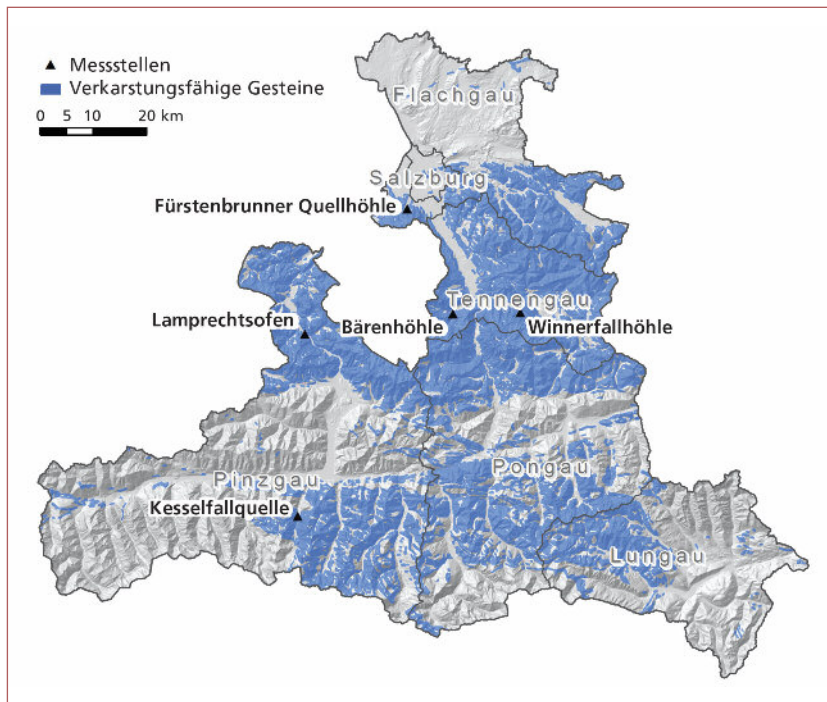 Messstellen
Verkarstungsfähige Gesteine
0 5 10 20 km
Flachgau
Salzburg
Fürstenbrunner Quellhöhle
Tennengau
Lamprechtsofen
Bärenhöhle
Winnerfallhöhle
Pinzgau
Pongau
Kesselfallquelle
Lungau